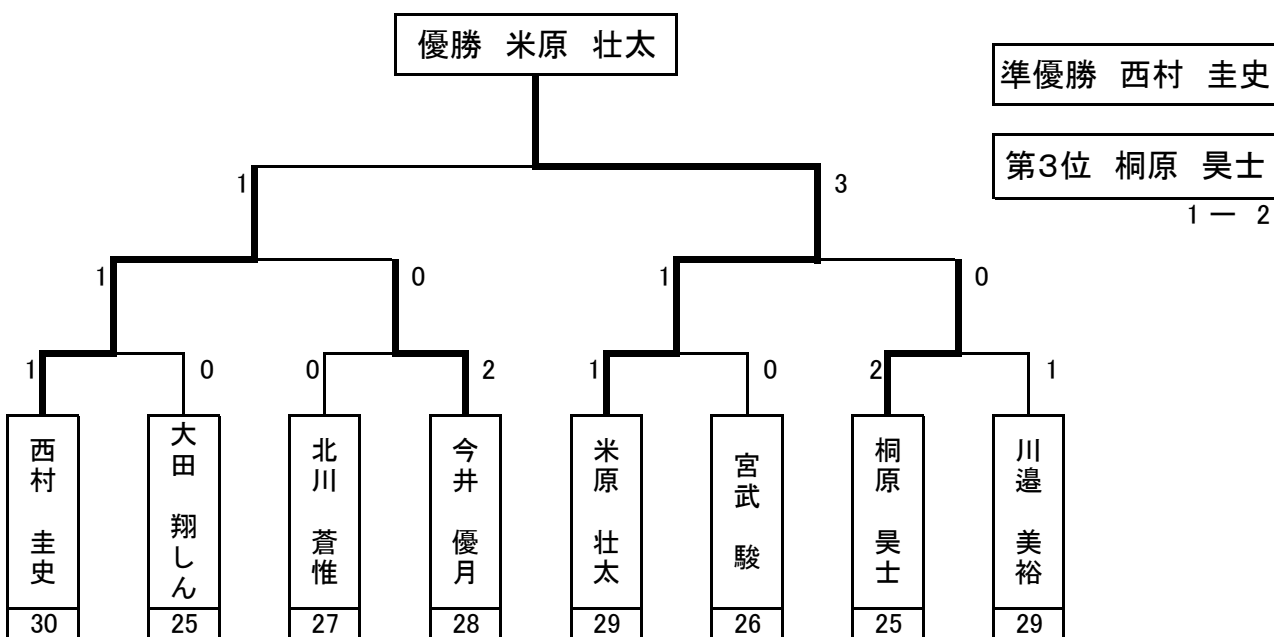 優勝 米原 壮太
準優勝 西村 圭史
第3位 桐原 昊士
1 ー 2
1 3
1 0 1 0
1 0 0 2 1 0 2 1
西村 圭史
大田 翔しん
北川 蒼惟
今井 優月
米原 壮太
宮武 駿
桐原 昊士
川邉 美裕
30 25 27 28 29 26 25 29